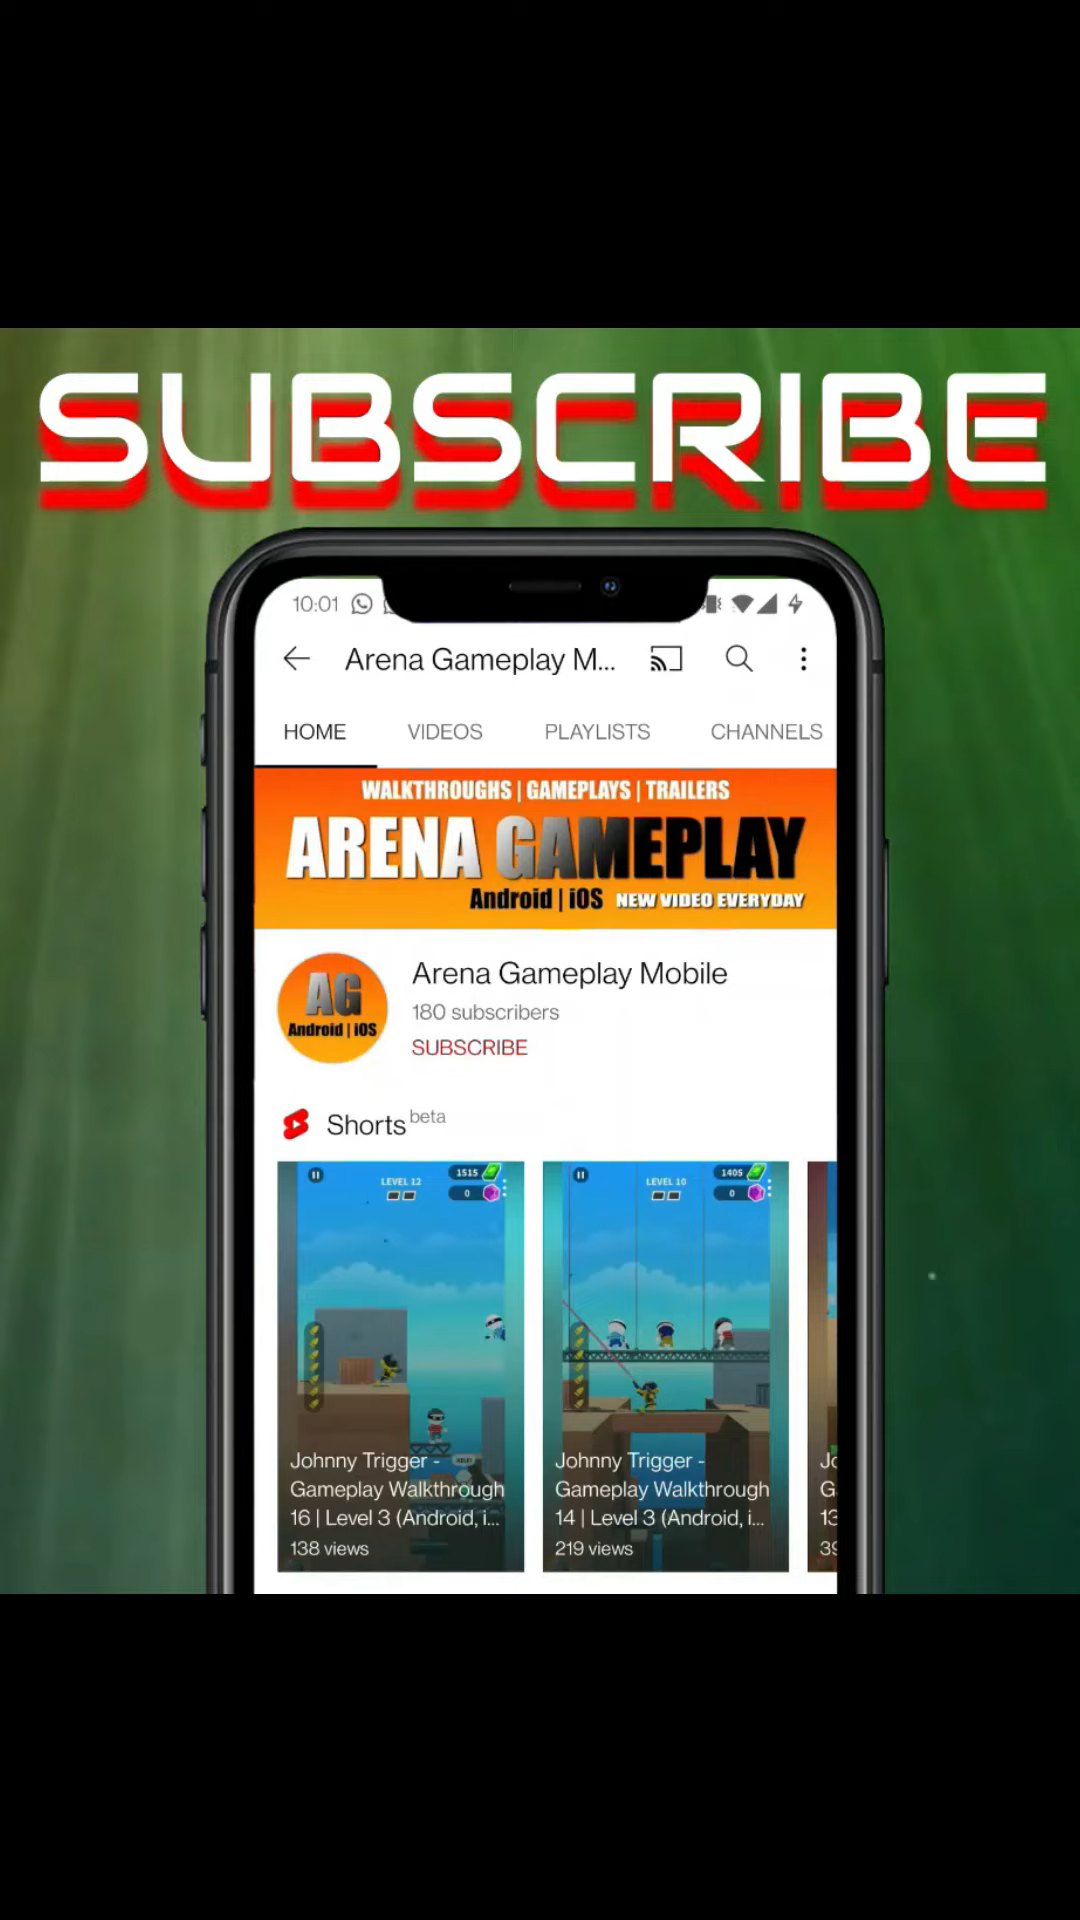 SUBSCRIBE
10:01
Arena Gameplay M...
HOME VIDEOS PLAYLISTS CHANNELS
WALKTHROUGHS | GAMEPLAYS | TRAILERS
ARENA GAMEPLAY
Android | iOS NEW VIDEO EVERYDAY
AG
Android | iOS
Arena Gameplay Mobile
180 subscribers
SUBSCRIBE
Shorts beta
LEVEL 12
1515
0
Johnny Trigger -
Gameplay Walkthrough
16 | Level 3 (Android, i...
138 views
LEVEL 10
1405
0
Johnny Trigger -
Gameplay Walkthrough
14 | Level 3 (Android, i...
219 views